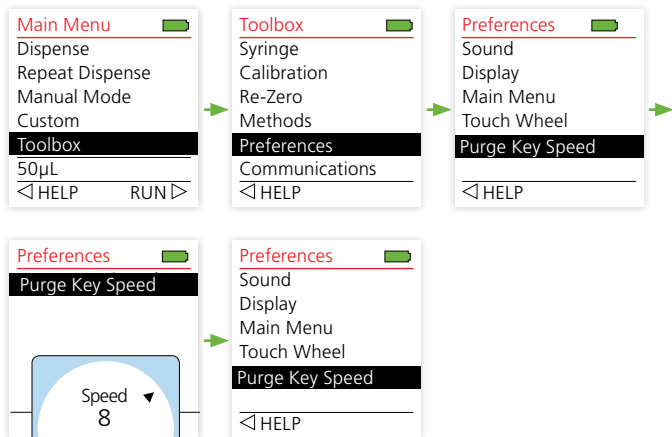 Main Menu
Dispense
Repeat Dispense
Manual Mode
Custom
Toolbox
50µL
HELP RUN
Toolbox
Syringe
Calibration
Re-Zero
Methods
Preferences
Communications
HELP
Preferences
Sound
Display
Main Menu
Touch Wheel
Purge Key Speed
HELP
Preferences
Purge Key Speed
Speed
8
Preferences
Sound
Display
Main Menu
Touch Wheel
Purge Key Speed
HELP